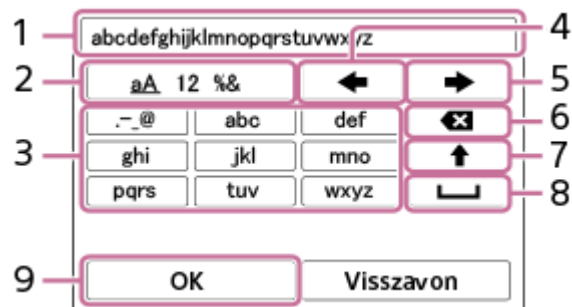 1 abcdefghijklmnopqrstuvwxyz 4
2 aA 12 %& 5
.-_@ abc def 6
3 ghi jkl mno 7
pqrs tuv wxyz 8
9 OK Visszavon